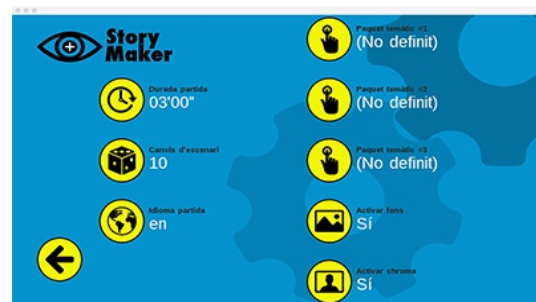 Story
Maker
Durada partida
03'00"
Canvis d'escenari
10
Idioma partida
en
Paquet temàtic #1
(No definit)
Paquet temàtic #2
(No definit)
Paquet temàtic #3
(No definit)
Activar fons
Sí
Activar chroma
Sí